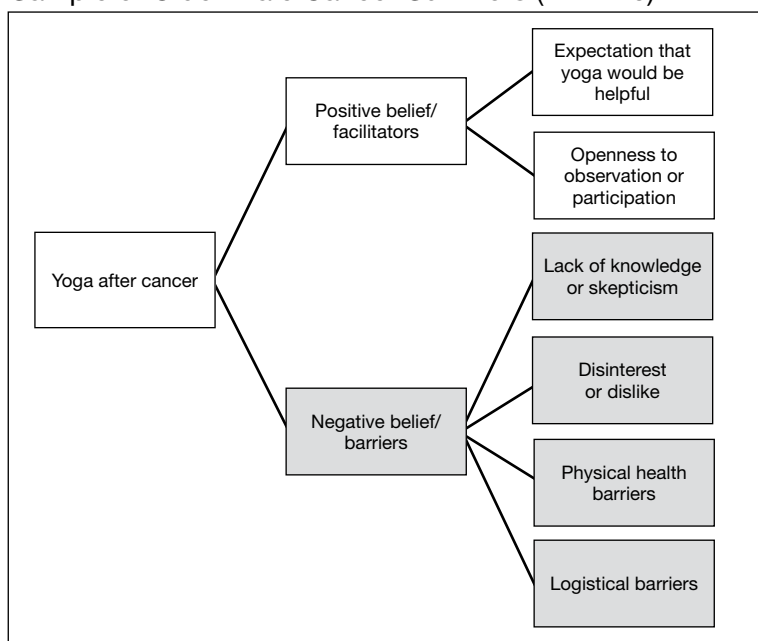 Yoga after cancer
Positive belief/
facilitators
Expectation that
yoga would be
helpful
Openness to
observation or
participation
Negative belief/
barriers
Lack of knowledge
or skepticism
Disinterest
or dislike
Physical health
barriers
Logistical barriers